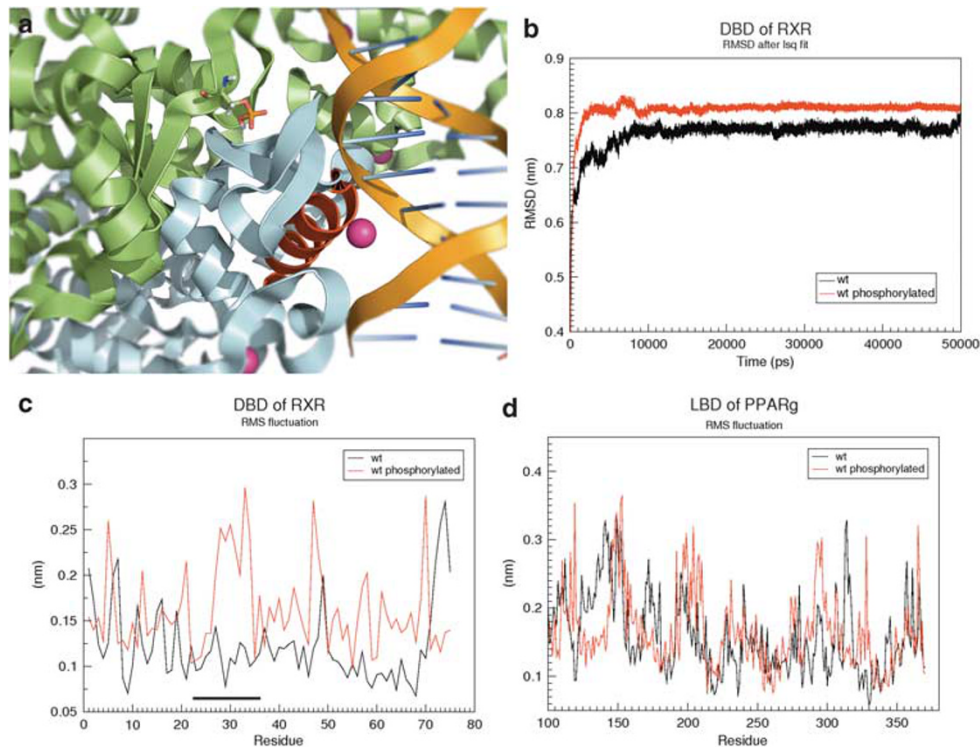 a
b
DBD of RXR
RMSD after lsq fit
0.9
0.8
0.7
0.6
0.5
0.4
RMSD (nm)
wt
wt phosphorylated
0 10000 20000 30000 40000 50000
Time (ps)
c
DBD of RXR
RMS fluctuation
wt
wt phosphorylated
0.3
0.25
0.2
0.15
0.1
0.05
(nm)
0 10 20 30 40 50 60 70 80
Residue
d
LBD of PPARg
RMS fluctuation
wt
wt phosphorylated
0.4
0.3
0.2
0.1
(nm)
100 150 200 250 300 350
Residue